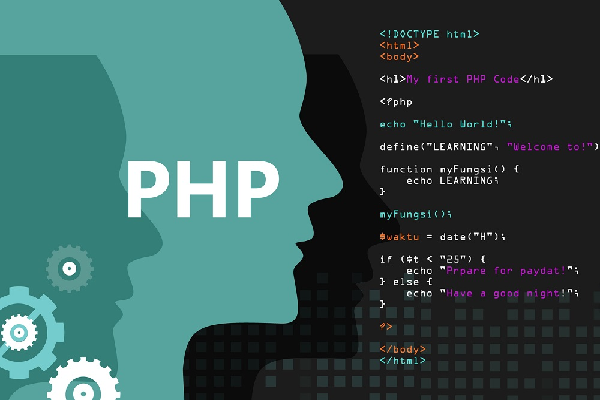 PHP
<!DOCTYPE html>
<html>
<body>
<h1>My first PHP Code</h1>
<?php
echo "Hello World!";
define("LEARNING", "Welcome to!")
function myFungsi() {
echo LEARNING;
}
myFungsi();
$waktu = date("H");
if ($t < "25") {
echo "Prpare for paydat!";
} else {
echo "Have a good night!";
}
?>
</body>
</html>